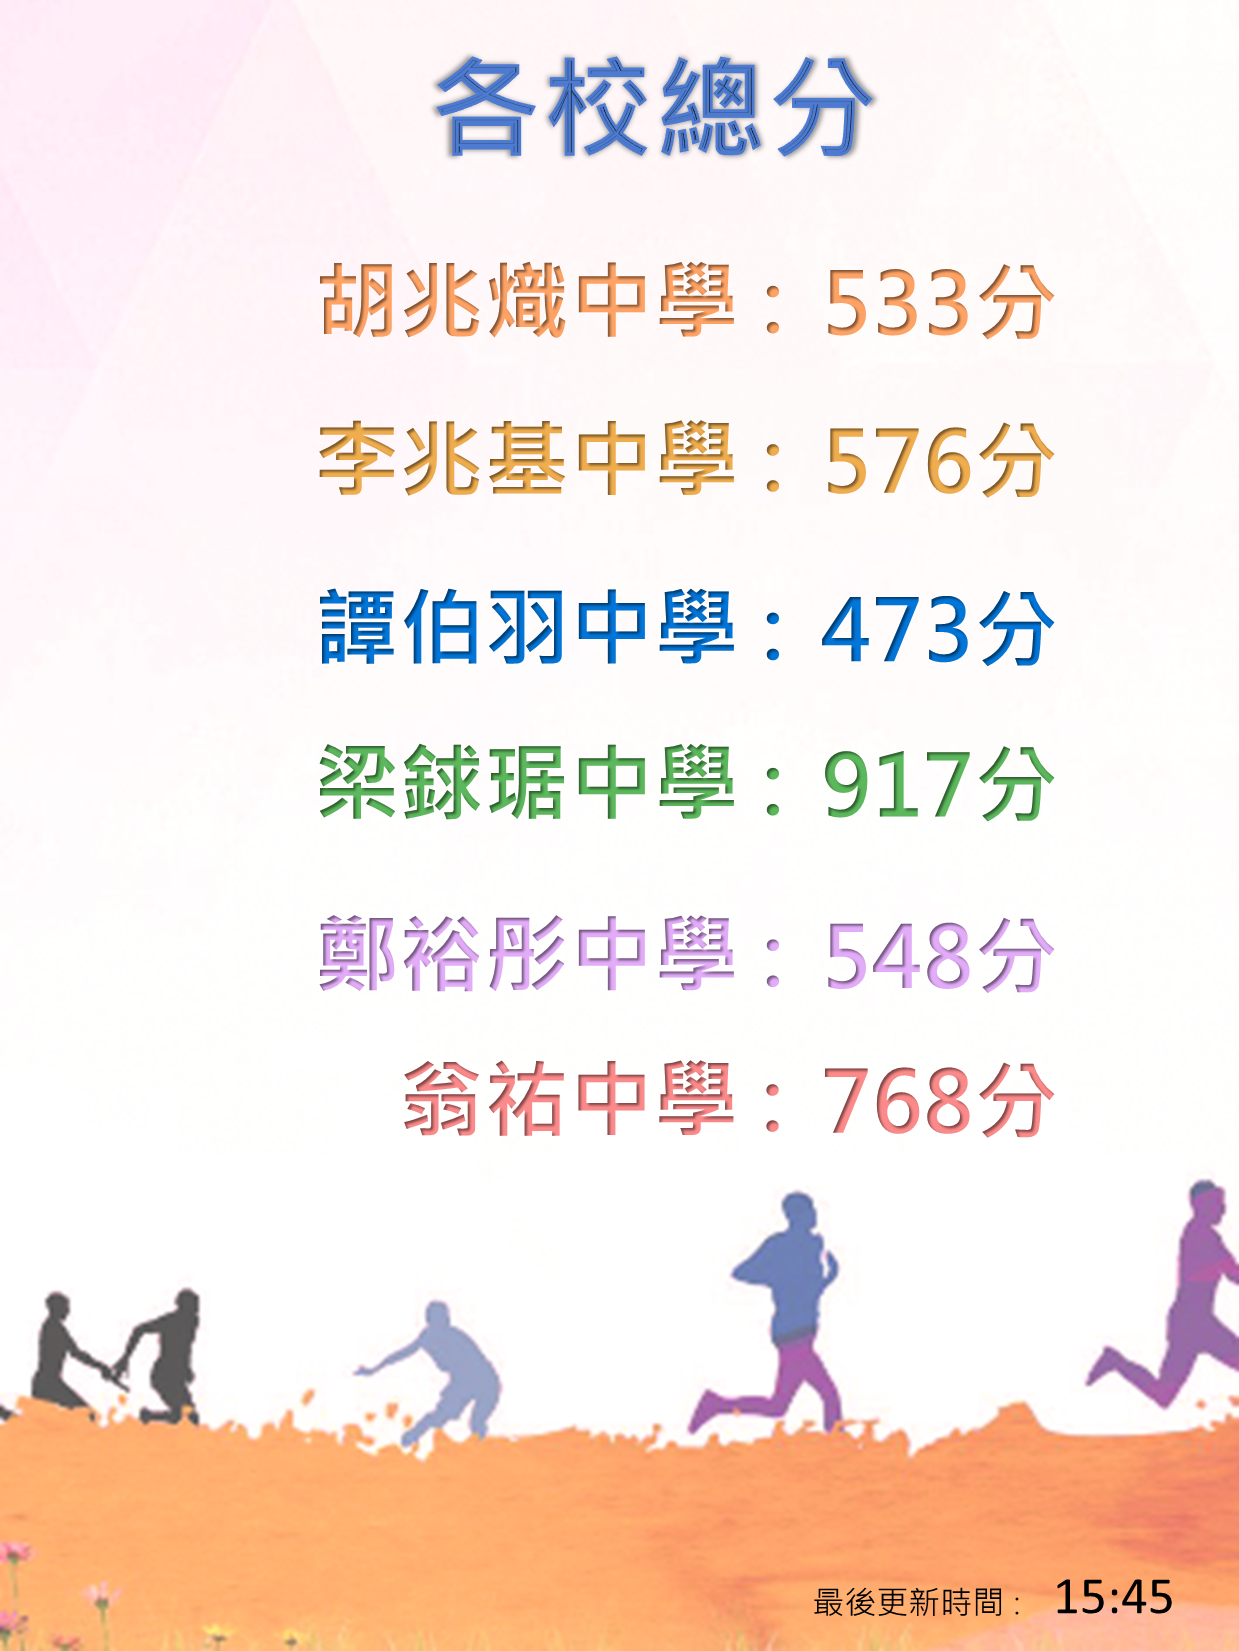 各校總分
胡兆熾中學：533分
李兆基中學：576分
譚伯羽中學：473分
梁銶琚中學：917分
鄭裕彤中學：548分
翁祐中學：768分
最後更新時間： 15:45